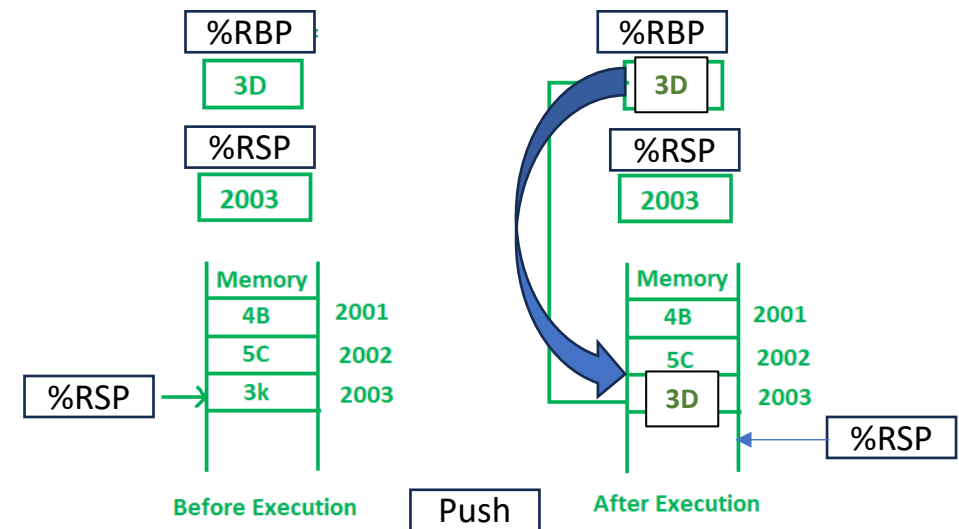 %RBP
3D
%RSP
2003
Memory
4B 2001
5C 2002
%RSP 3k 2003
Before Execution
Push
%RBP
3D
%RSP
2003
Memory
4B 2001
5C 2002
3D 2003
%RSP
After Execution